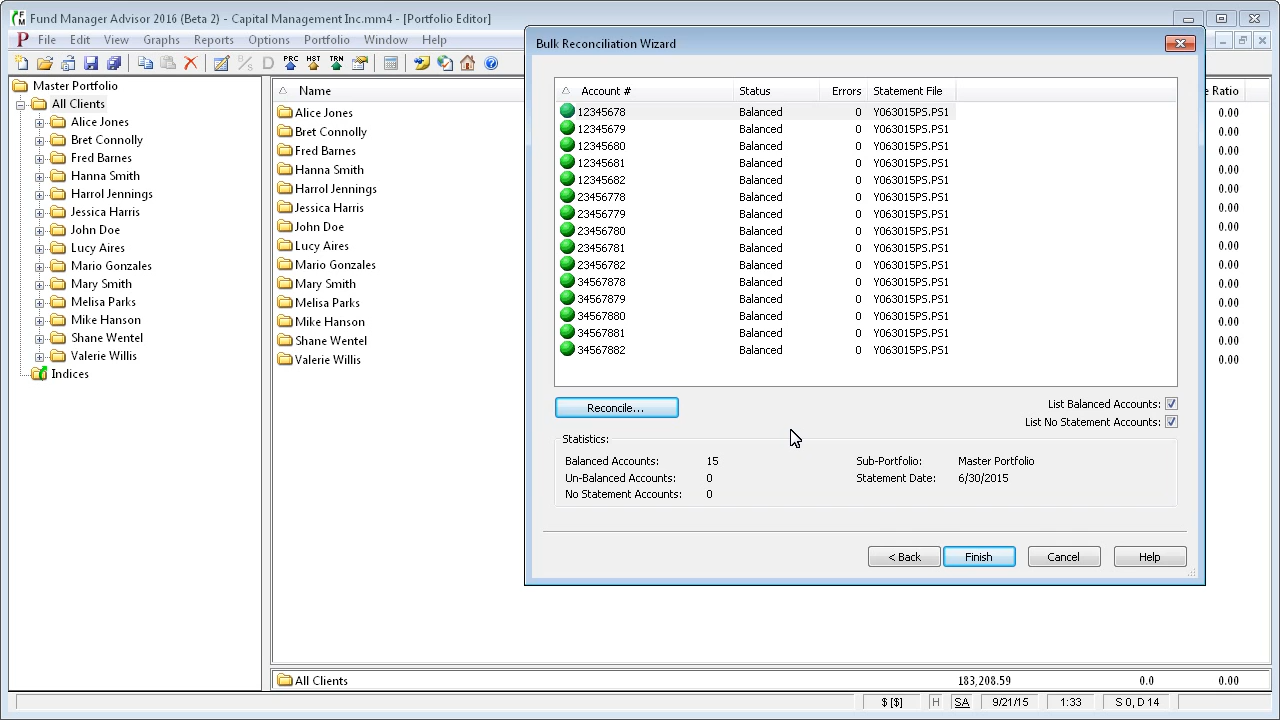 Fund Manager Advisor 2016 (Beta 2) - Capital Management Inc.mm4 - [Portfolio Editor]
File Edit View Graphs Reports Options Portfolio Window Help
PRC HST TRN
Master Portfolio
All Clients
Alice Jones
Bret Connolly
Fred Barnes
Hanna Smith
Harrol Jennings
Jessica Harris
John Doe
Lucy Aires
Mario Gonzales
Mary Smith
Melisa Parks
Mike Hanson
Shane Wentel
Valerie Willis
Indices
Name
Alice Jones
Bret Connolly
Fred Barnes
Hanna Smith
Harrol Jennings
Jessica Harris
John Doe
Lucy Aires
Mario Gonzales
Mary Smith
Melisa Parks
Mike Hanson
Shane Wentel
Valerie Willis
Bulk Reconciliation Wizard
Account # Status Errors Statement File
12345678 Balanced 0 Y063015PS.PS1
12345679 Balanced 0 Y063015PS.PS1
12345680 Balanced 0 Y063015PS.PS1
12345681 Balanced 0 Y063015PS.PS1
12345682 Balanced 0 Y063015PS.PS1
23456778 Balanced 0 Y063015PS.PS1
23456779 Balanced 0 Y063015PS.PS1
23456780 Balanced 0 Y063015PS.PS1
23456781 Balanced 0 Y063015PS.PS1
23456782 Balanced 0 Y063015PS.PS1
34567878 Balanced 0 Y063015PS.PS1
34567879 Balanced 0 Y063015PS.PS1
34567880 Balanced 0 Y063015PS.PS1
34567881 Balanced 0 Y063015PS.PS1
34567882 Balanced 0 Y063015PS.PS1
Reconcile...
List Balanced Accounts:
List No Statement Accounts:
Statistics:
Balanced Accounts: 15 Sub-Portfolio: Master Portfolio
Un-Balanced Accounts: 0 Statement Date: 6/30/2015
No Statement Accounts: 0
< Back Finish Cancel Help
e Ratio
0.00
0.00
0.00
0.00
0.00
0.00
0.00
0.00
0.00
0.00
0.00
0.00
0.00
0.00
All Clients 183,208.59 0.0 0.00
$ [$] H SA 9/21/15 1:33 S 0, D 14